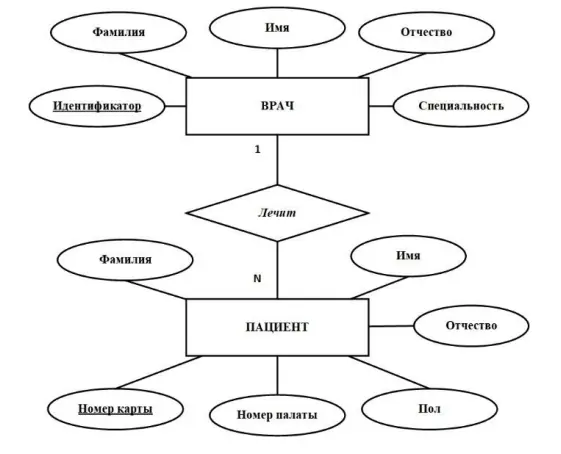 Фамилия
Имя
Отчество
Идентификатор
ВРАЧ
Специальность
1
Лечит
N
Фамилия
Имя
ПАЦИЕНТ
Отчество
Номер карты
Номер палаты
Пол